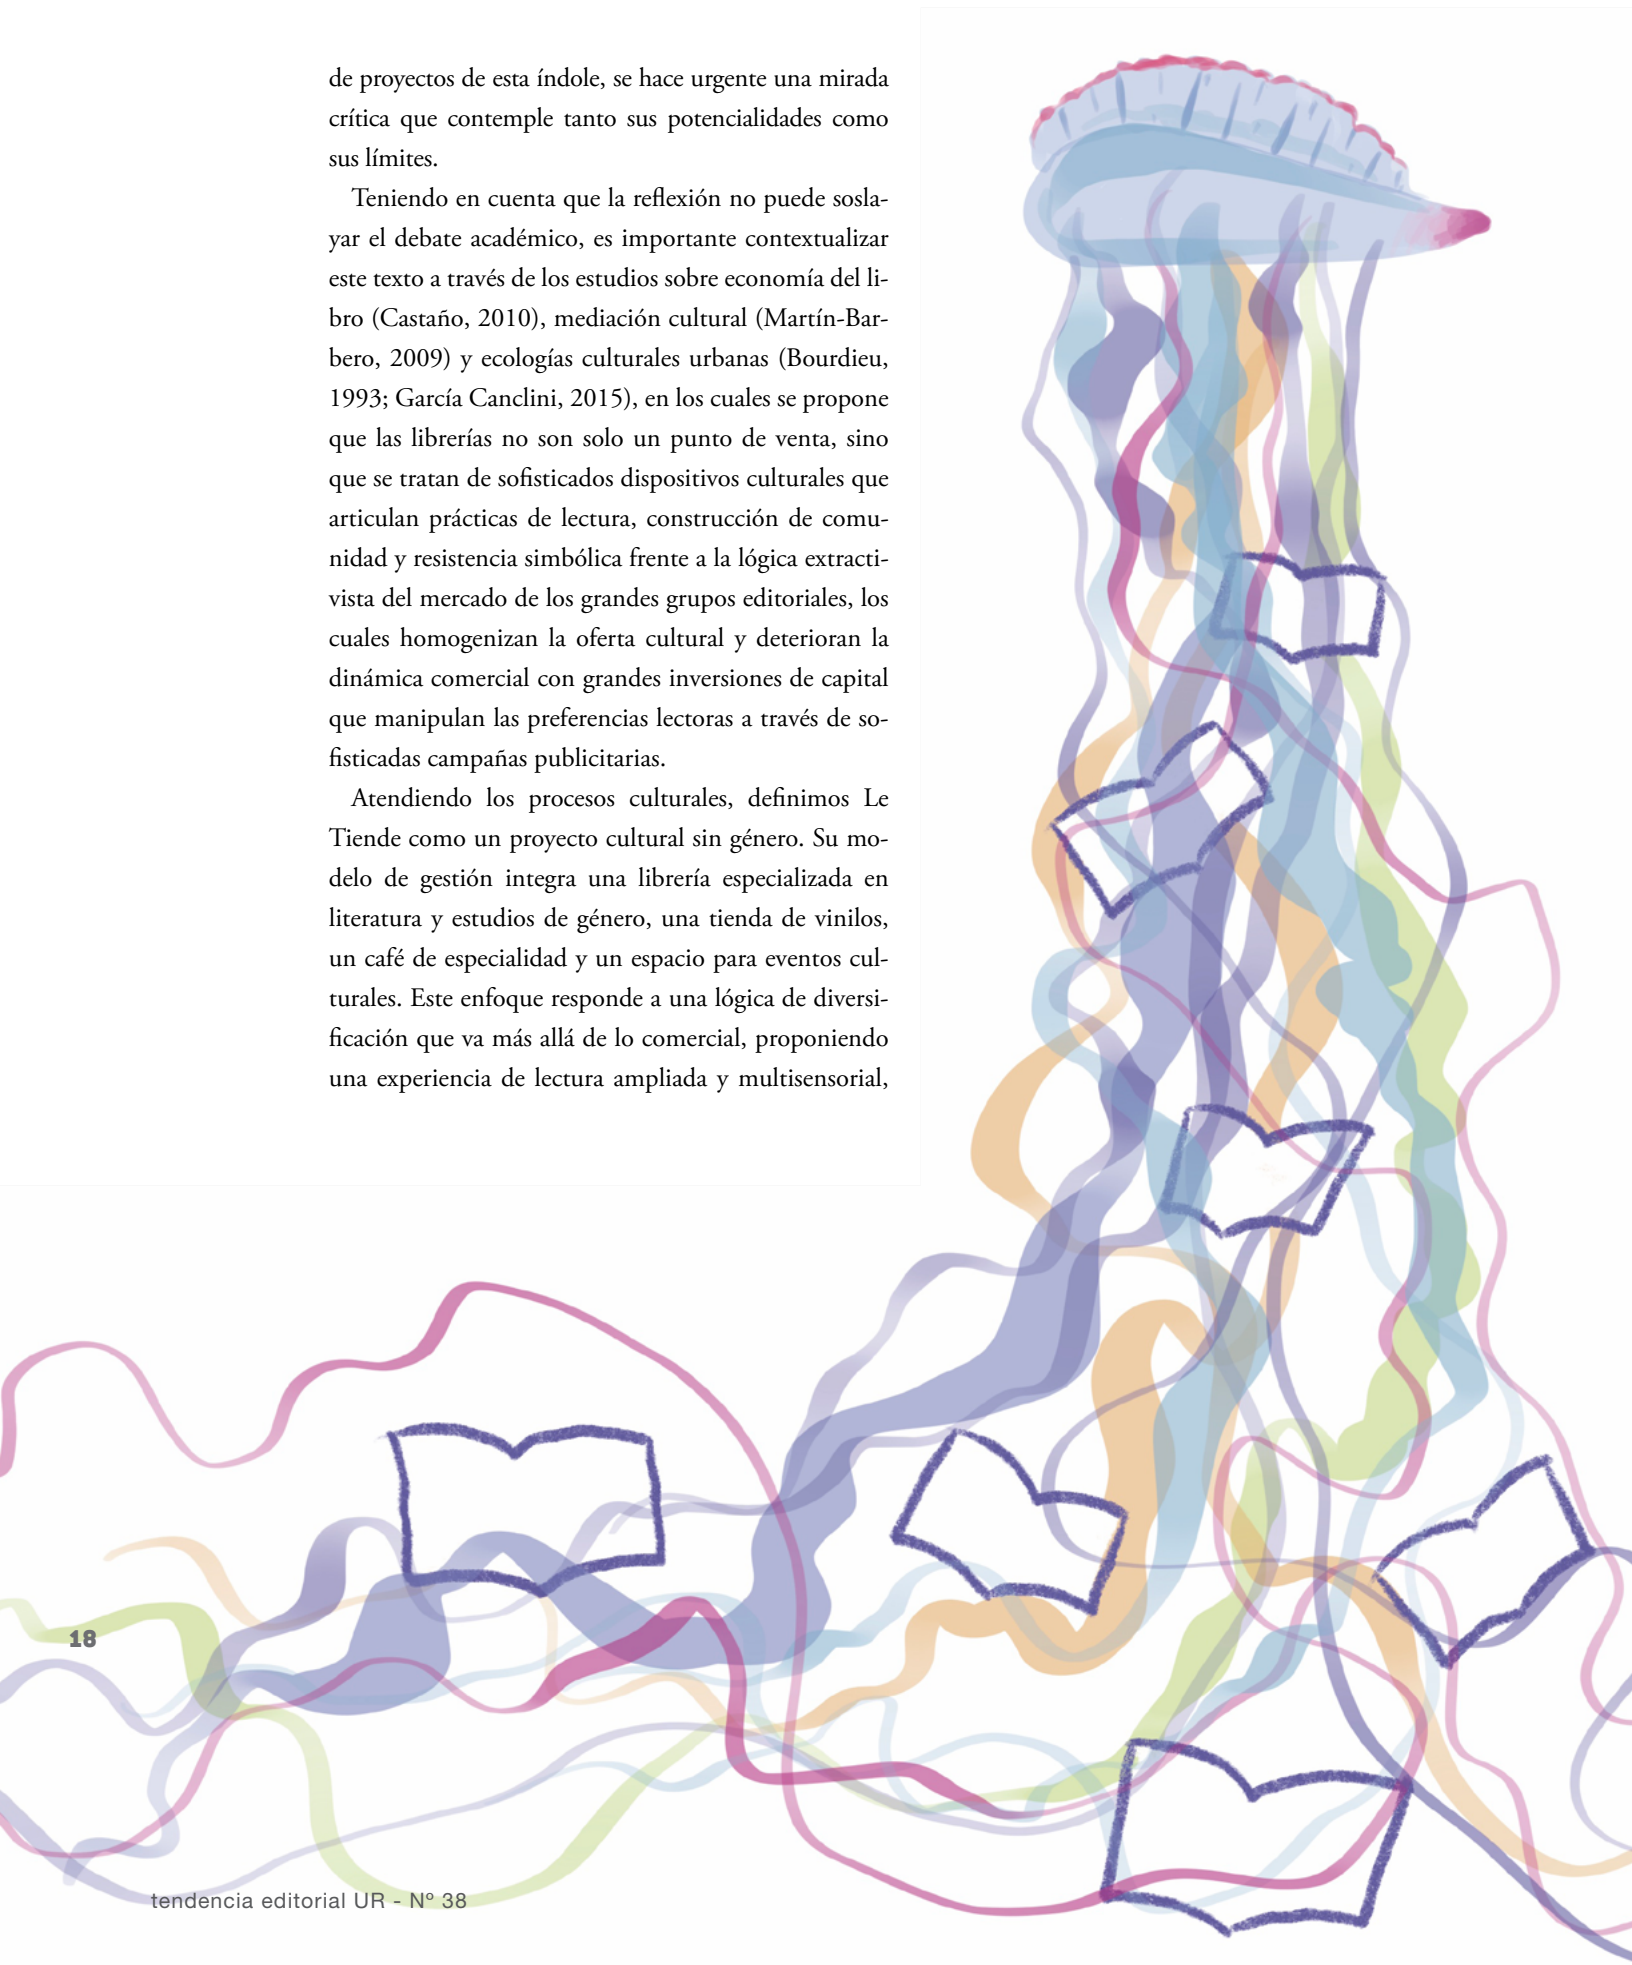 de proyectos de esta índole, se hace urgente una mirada
crítica que contemple tanto sus potencialidades como
sus límites.
Teniendo en cuenta que la reflexión no puede sosla-
yar el debate académico, es importante contextualizar
este texto a través de los estudios sobre economía del li-
bro (Castaño, 2010), mediación cultural (Martín-Bar-
bero, 2009) y ecologías culturales urbanas (Bourdieu,
1993; García Canclini, 2015), en los cuales se propone
que las librerías no son solo un punto de venta, sino
que se tratan de sofisticados dispositivos culturales que
articulan prácticas de lectura, construcción de comu-
nidad y resistencia simbólica frente a la lógica extracti-
vista del mercado de los grandes grupos editoriales, los
cuales homogenizan la oferta cultural y deterioran la
dinámica comercial con grandes inversiones de capital
que manipulan las preferencias lectoras a través de so-
fisticadas campañas publicitarias.
Atendiendo los procesos culturales, definimos Le
Tiende como un proyecto cultural sin género. Su mo-
delo de gestión integra una librería especializada en
literatura y estudios de género, una tienda de vinilos,
un café de especialidad y un espacio para eventos cul-
turales. Este enfoque responde a una lógica de diversi-
ficación que va más allá de lo comercial, proponiendo
una experiencia de lectura ampliada y multisensorial,
18
tendencia editorial UR - Nº 38